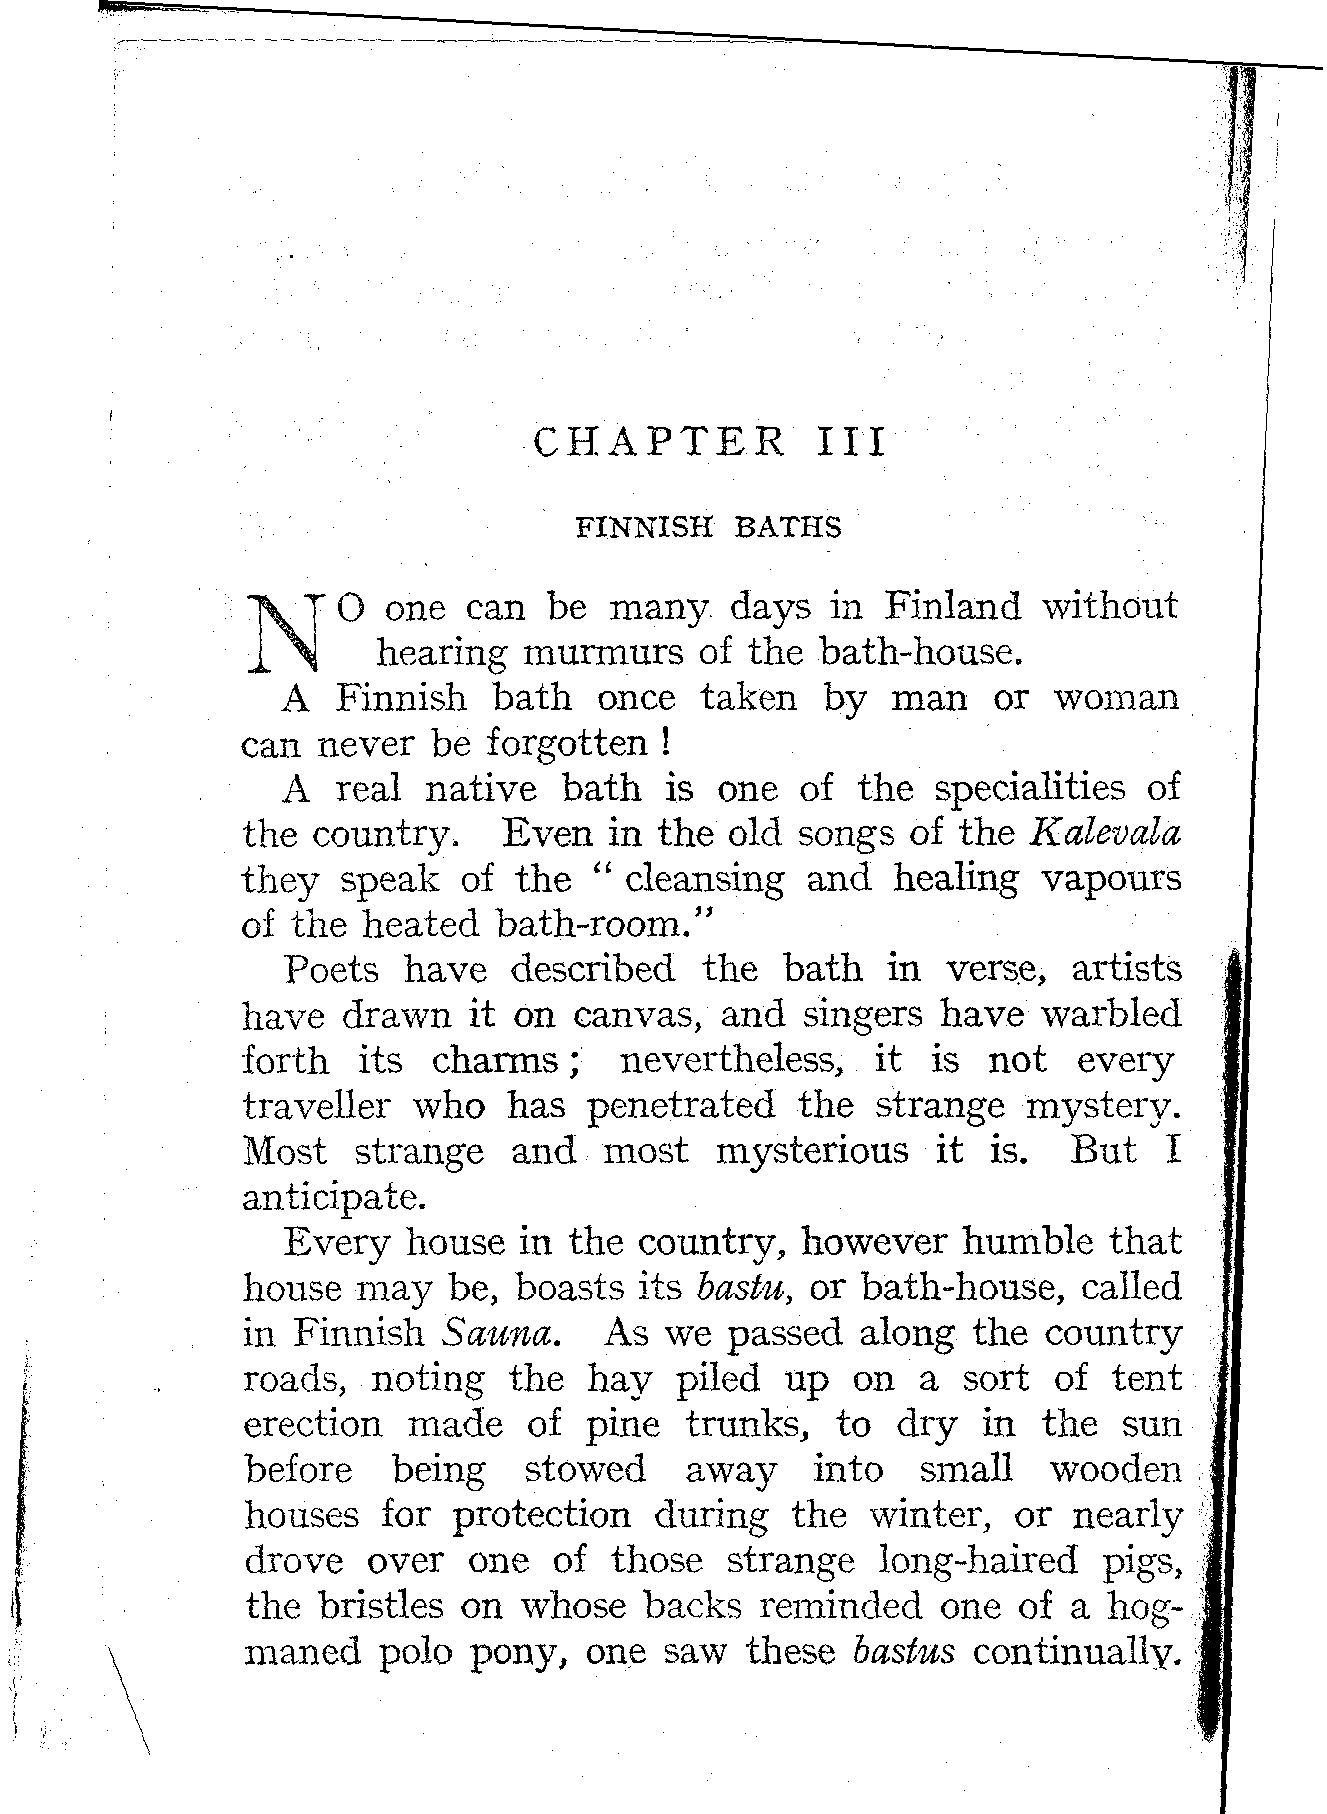 CHAPTER III
FINNISH BATHS
NO one can be many days in Finland without
hearing murmurs of the bath-house.
A Finnish bath once taken by man or woman
can never be forgotten !
A real native bath is one of the specialities of
the country. Even in the old songs of the Kalevala
they speak of the “ cleansing and healing vapours
of the heated bath-room.”
Poets have described the bath in verse, artists
have drawn it on canvas, and singers have warbled
forth its charms ; nevertheless, it is not every
traveller who has penetrated the strange mystery.
Most strange and most mysterious it is. But I
anticipate.
Every house in the country, however humble that
house may be, boasts its bastu, or bath-house, called
in Finnish Sauna. As we passed along the country
roads, noting the hay piled up on a sort of tent
erection made of pine trunks, to dry in the sun
before being stowed away into small wooden
houses for protection during the winter, or nearly
drove over one of those strange long-haired pigs,
the bristles on whose backs reminded one of a hog-
maned polo pony, one saw these bastus continually.